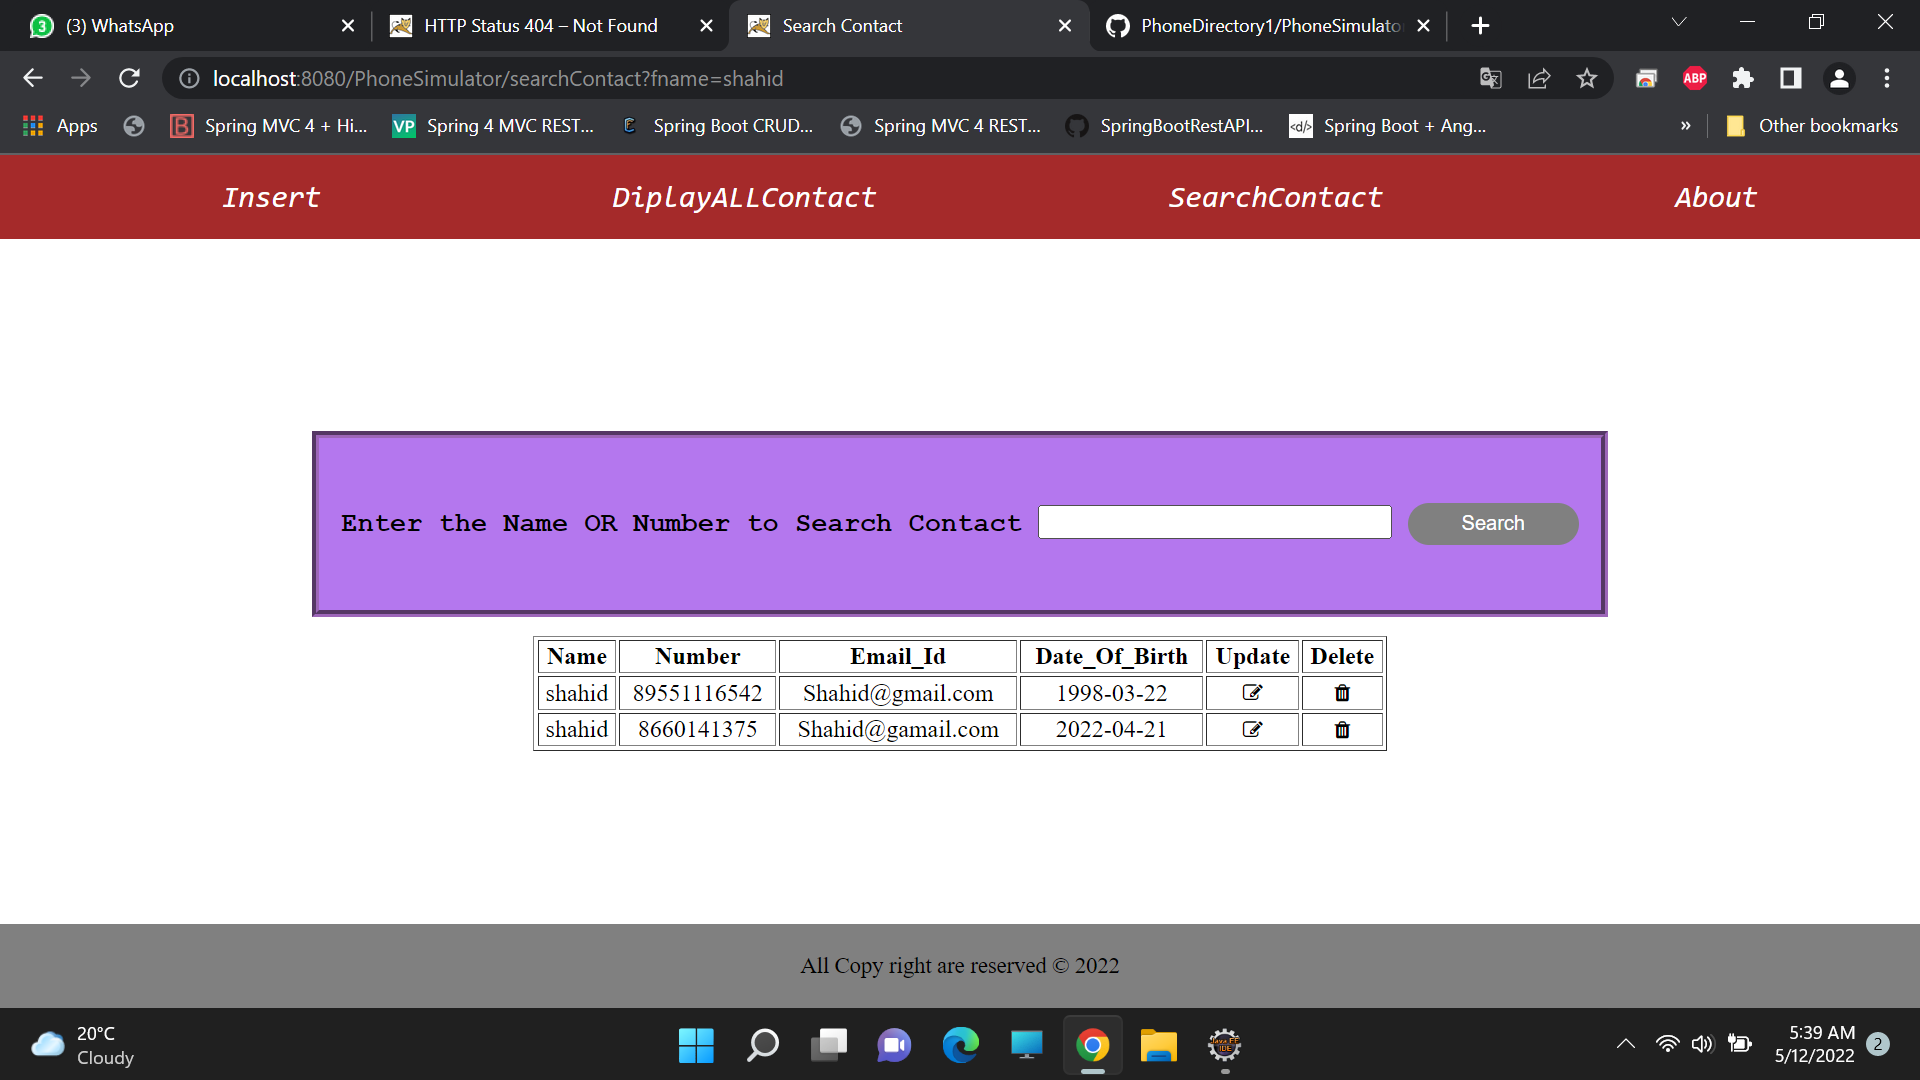 3 (3) WhatsApp HTTP Status 404 – Not Found Search Contact PhoneDirectory1/PhoneSimulato
localhost:8080/PhoneSimulator/searchContact?fname=shahid ABP
Apps B Spring MVC 4 + Hi... VP Spring 4 MVC REST... Spring Boot CRUD... Spring MVC 4 REST... SpringBootRestAPI... <d/> Spring Boot + Ang... » Other bookmarks
Insert DiplayALLContact SearchContact About
Enter the Name OR Number to Search Contact Search
Name Number Email_Id Date_Of_Birth Update Delete
shahid 89551116542 Shahid@gmail.com 1998-03-22
shahid 8660141375 Shahid@gamail.com 2022-04-21
All Copy right are reserved © 2022
20°C
Cloudy
5:39 AM
5/12/2022 2